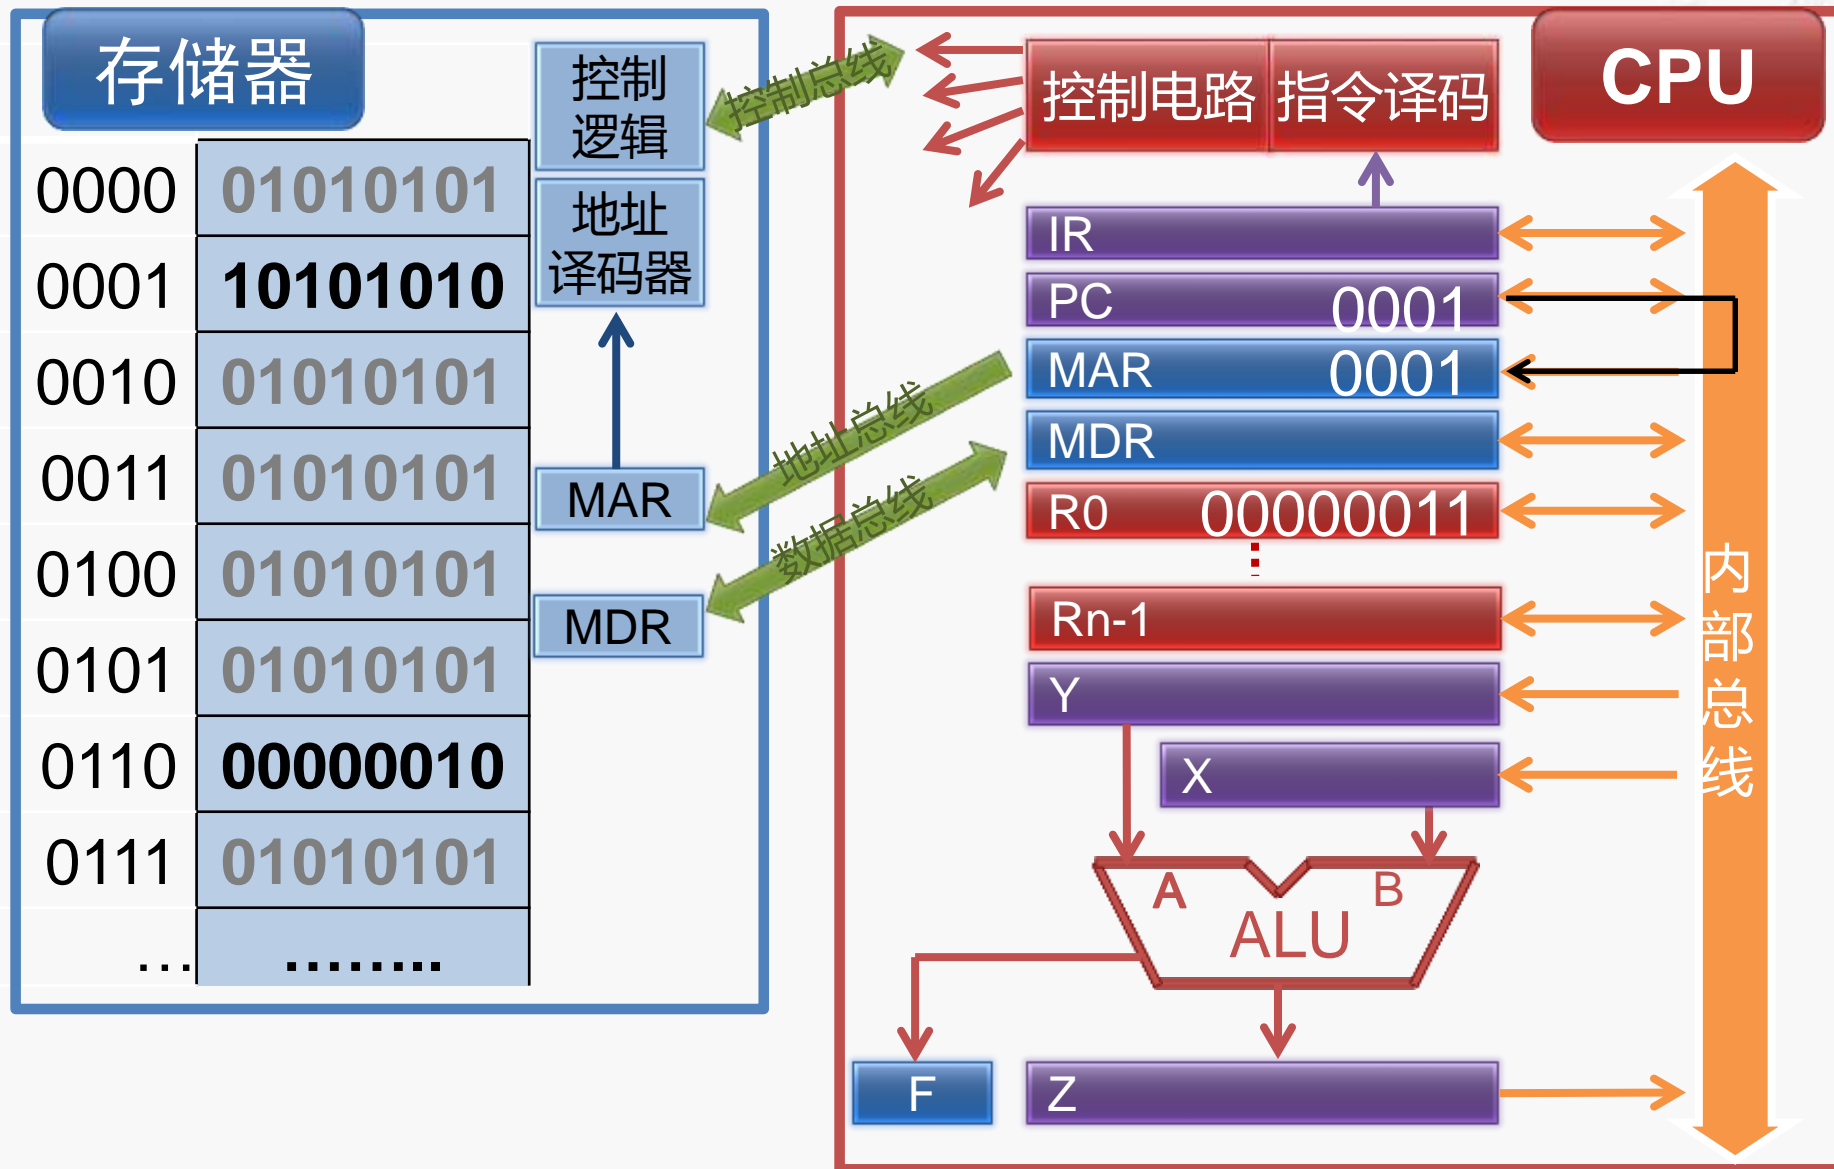 存储器
控制
逻辑
地址
译码器
0000 01010101
0001 10101010
0010 01010101
0011 01010101
0100 01010101
0101 01010101
0110 00000010
0111 01010101
... ........
MAR
MDR
控制总线
地址总线
数据总线
CPU
控制电路 指令译码
IR
PC 0001
MAR 0001
MDR
R0 00000011
Rn-1
Y
X
A B
ALU
F
Z
内
部
总
线